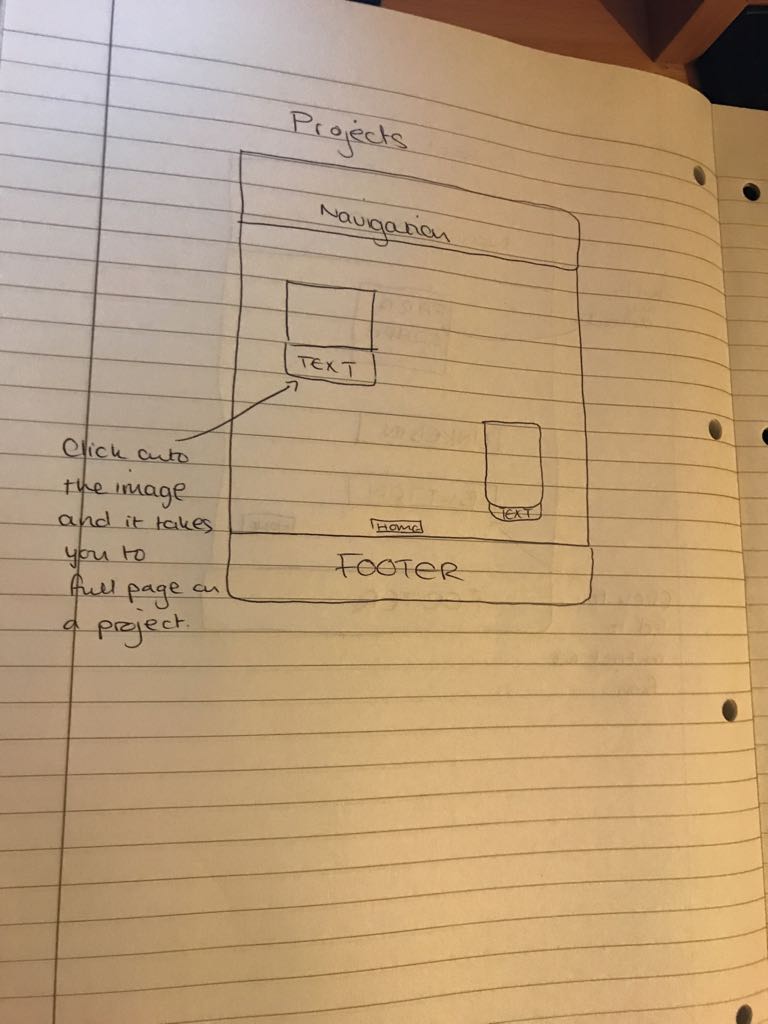 Projects
Navigation
TEXT
Click onto
the image
and it takes
you to
full page on
a project.
TEXT
Home
FOOTER